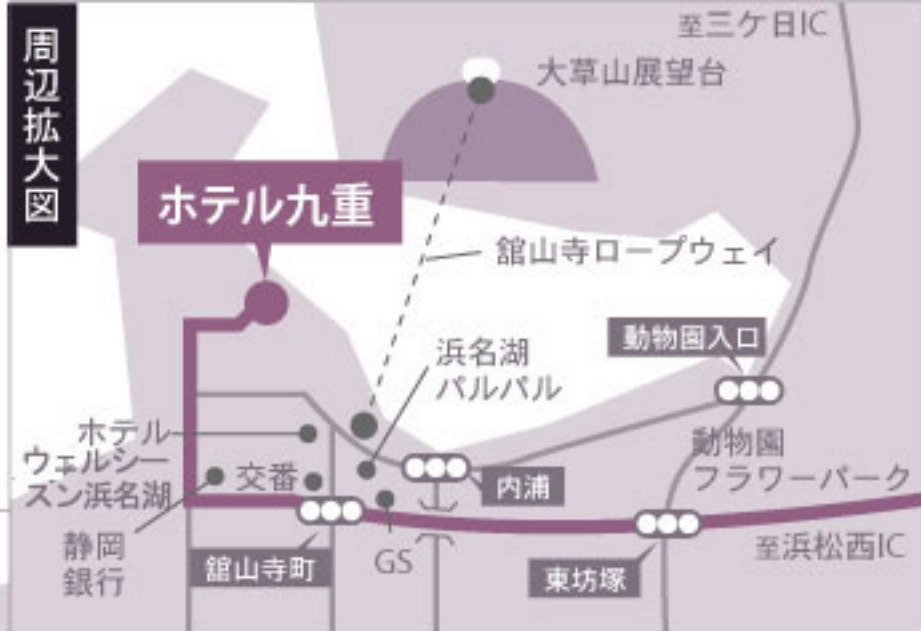 周辺拡大図
至三ケ日IC
大草山展望台
ホテル九重
舘山寺ロープウェイ
動物園入口
浜名湖
パルパル
ホテル
ウェルシー
ズン浜名湖
交番
内浦
動物園
フラワーパーク
静岡
銀行
舘山寺町
GS
東坊塚
至浜松西IC